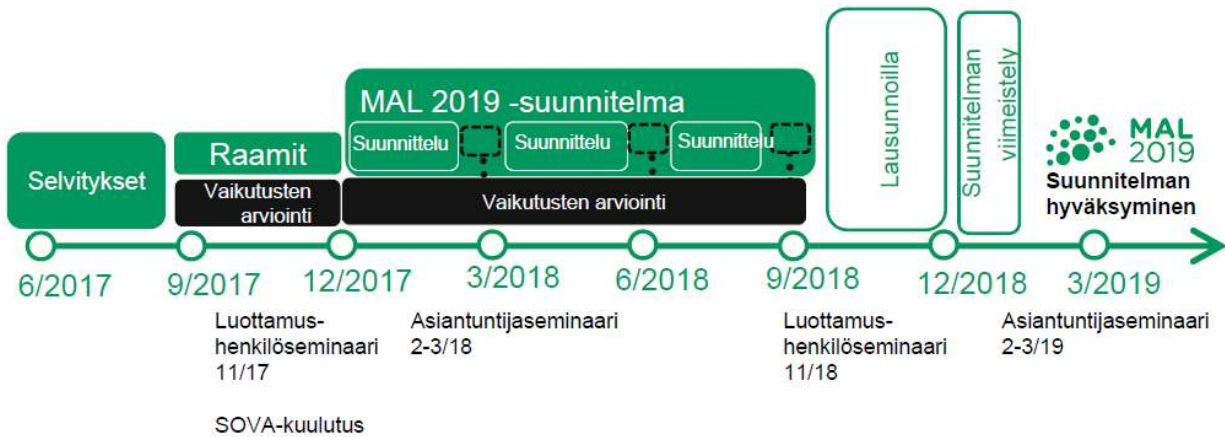 Selvitykset
Raamit
Vaikutusten
arviointi
MAL 2019 -suunnitelma
Suunnittelu
Suunnittelu
Suunnittelu
Vaikutusten arviointi
Lausunnoilla
Suunnitelman
viimeistely
MAL
2019
Suunnitelman
hyväksyminen
6/2017
9/2017
12/2017
3/2018
6/2018
9/2018
12/2018
3/2019
Luottamus-
henkilöseminaari
11/17
SOVA-kuulutus
Asiantuntijaseminaari
2-3/18
Luottamus-
henkilöseminaari
11/18
Asiantuntijaseminaari
2-3/19